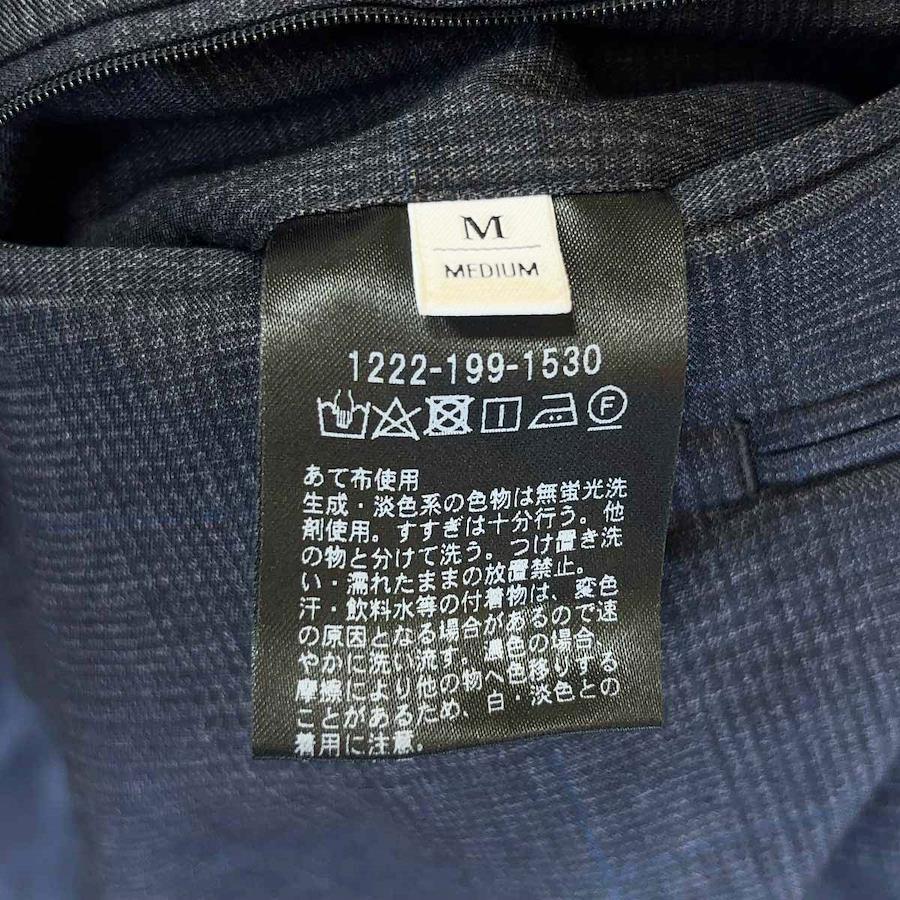 M
MEDIUM
1222-199-1530
F
あて布使用
生成・淡色系の色物は無蛍光洗
剤使用。すすぎは十分行う。他
の物と分けて洗う。つけ置き洗
い・濡れたままの放置禁止。
汗・飲料水等の付着物は、変色
の原因となる場合があるので速
やかに洗い流す。濃色の場合、
摩擦により他の物へ色移りする
ことがあるため、白・淡色との
着用に注意。